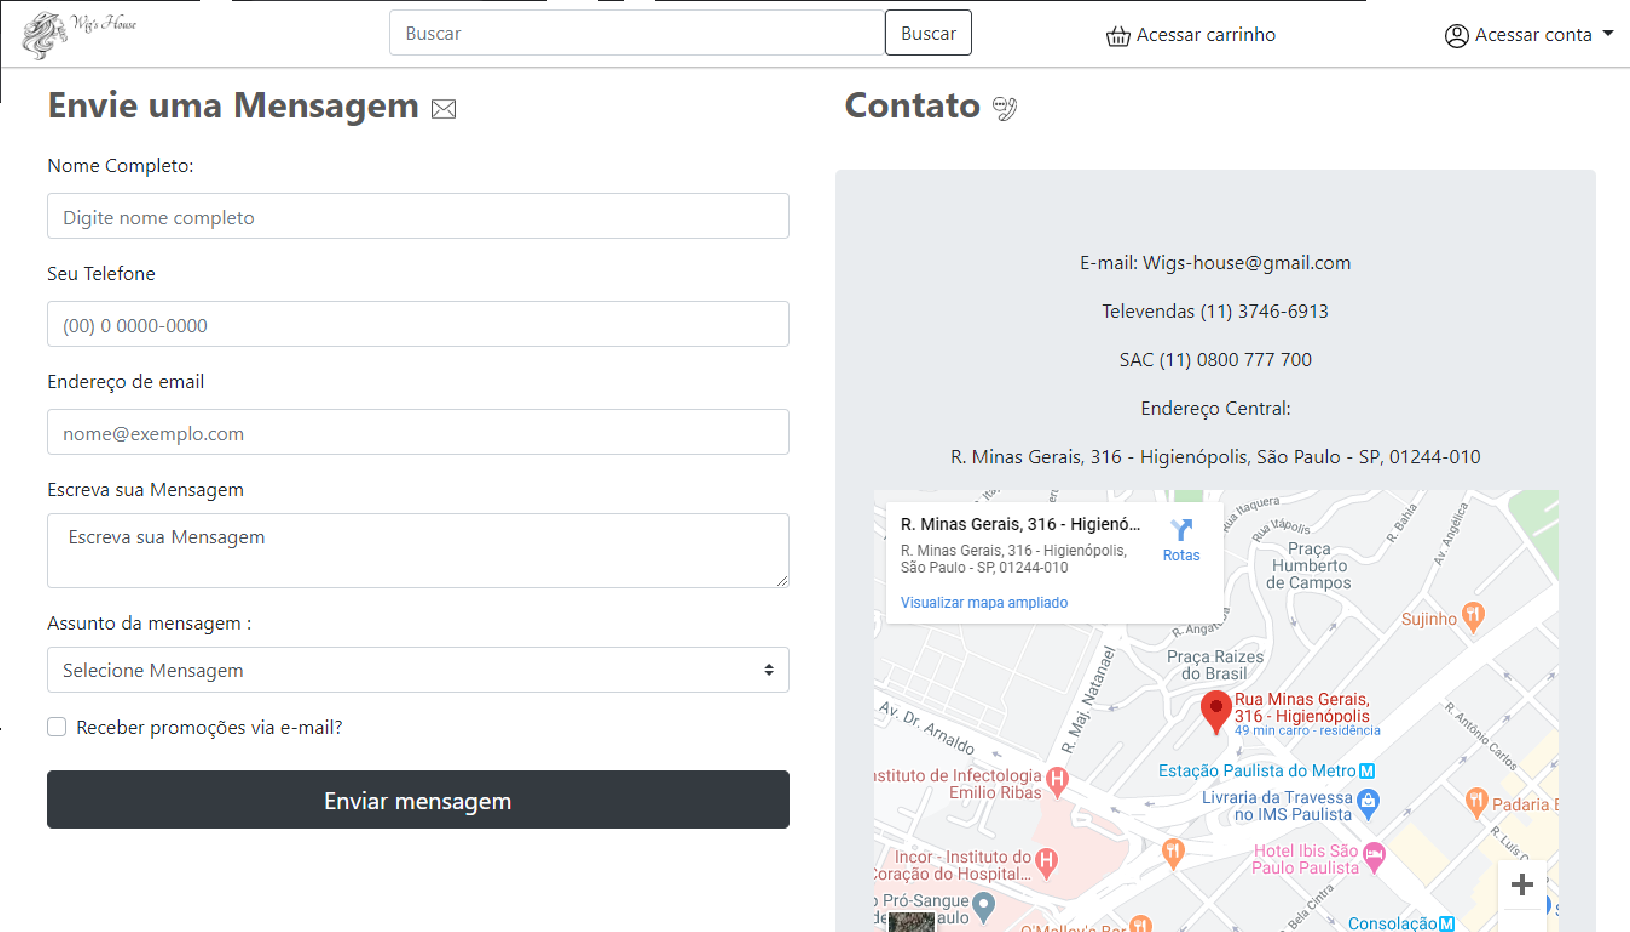 Wig's House
Buscar
Buscar
Acessar carrinho
Acessar conta
Envie uma Mensagem
Contato
Nome Completo:
Digite nome completo
Seu Telefone
(00) 0 0000-0000
Endereço de email
nome@exemplo.com
Escreva sua Mensagem
Escreva sua Mensagem
Assunto da mensagem :
Selecione Mensagem
Receber promoções via e-mail?
Enviar mensagem
E-mail: Wigs-house@gmail.com
Televendas (11) 3746-6913
SAC (11) 0800 777 700
Endereço Central:
R. Minas Gerais, 316 - Higienópolis, São Paulo - SP, 01244-010
R. Minas Gerais, 316 - Higienó...
R. Minas Gerais, 316 - Higienópolis,
São Paulo - SP, 01244-010
Rotas
Visualizar mapa ampliado
Rua Itaquera
Rua Itápolis
R. Bahia
Av. Angélica
Praça
Humberto
de Campos
Sujinho
R. Maj. Natanael
Praça Raizes
do Brasil
Av. Dr. Arnaldo
Rua Minas Gerais,
316 - Higienópolis
49 min carro - residência
R. Antônio Carlos
Estação Paulista do Metro
stituto de Infectologia
Emilio Ribas
Livraria da Travessa
no IMS Paulista
Padaria
Incor - Instituto do
Coração do Hospital...
Hotel Ibis São
Paulo Paulista
Pró-Sangue
aulo
Bela Cintra
Consolação
O'Malley's Bar
+